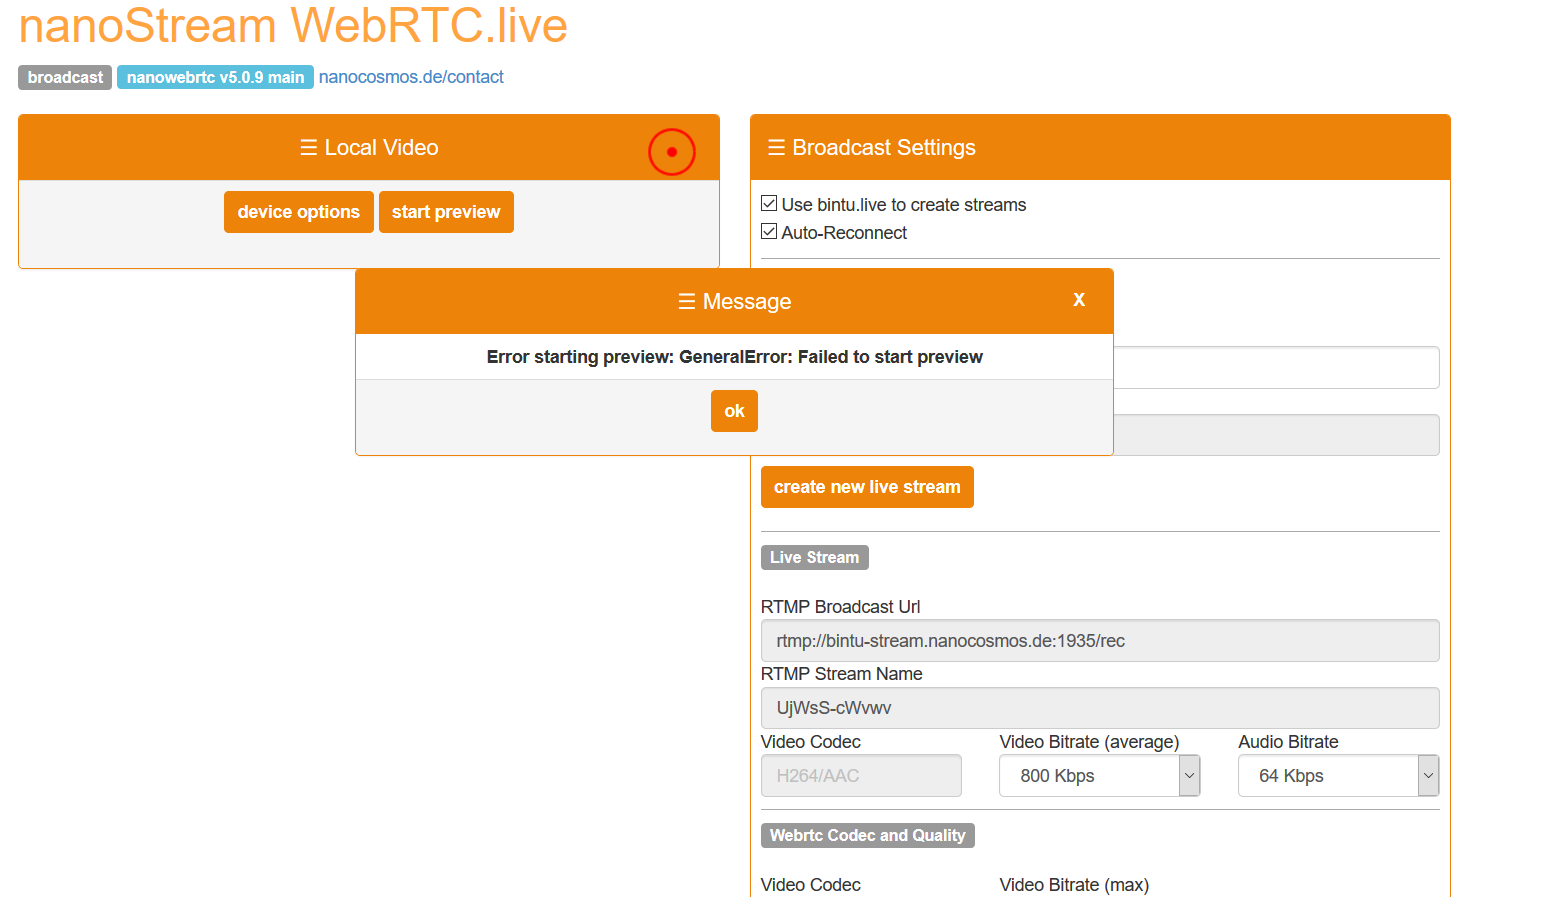 nanoStream WebRTC.live
broadcast nanowebrtc v5.0.9 main nanocosmos.de/contact
☰ Local Video
device options start preview
☰ Broadcast Settings
Use bintu.live to create streams
Auto-Reconnect
☰ Message X
Error starting preview: GeneralError: Failed to start preview
ok
create new live stream
Live Stream
RTMP Broadcast Url
rtmp://bintu-stream.nanocosmos.de:1935/rec
RTMP Stream Name
UjWsS-cWvwv
Video Codec Video Bitrate (average) Audio Bitrate
H264/AAC 800 Kbps 64 Kbps
Webrtc Codec and Quality
Video Codec Video Bitrate (max)